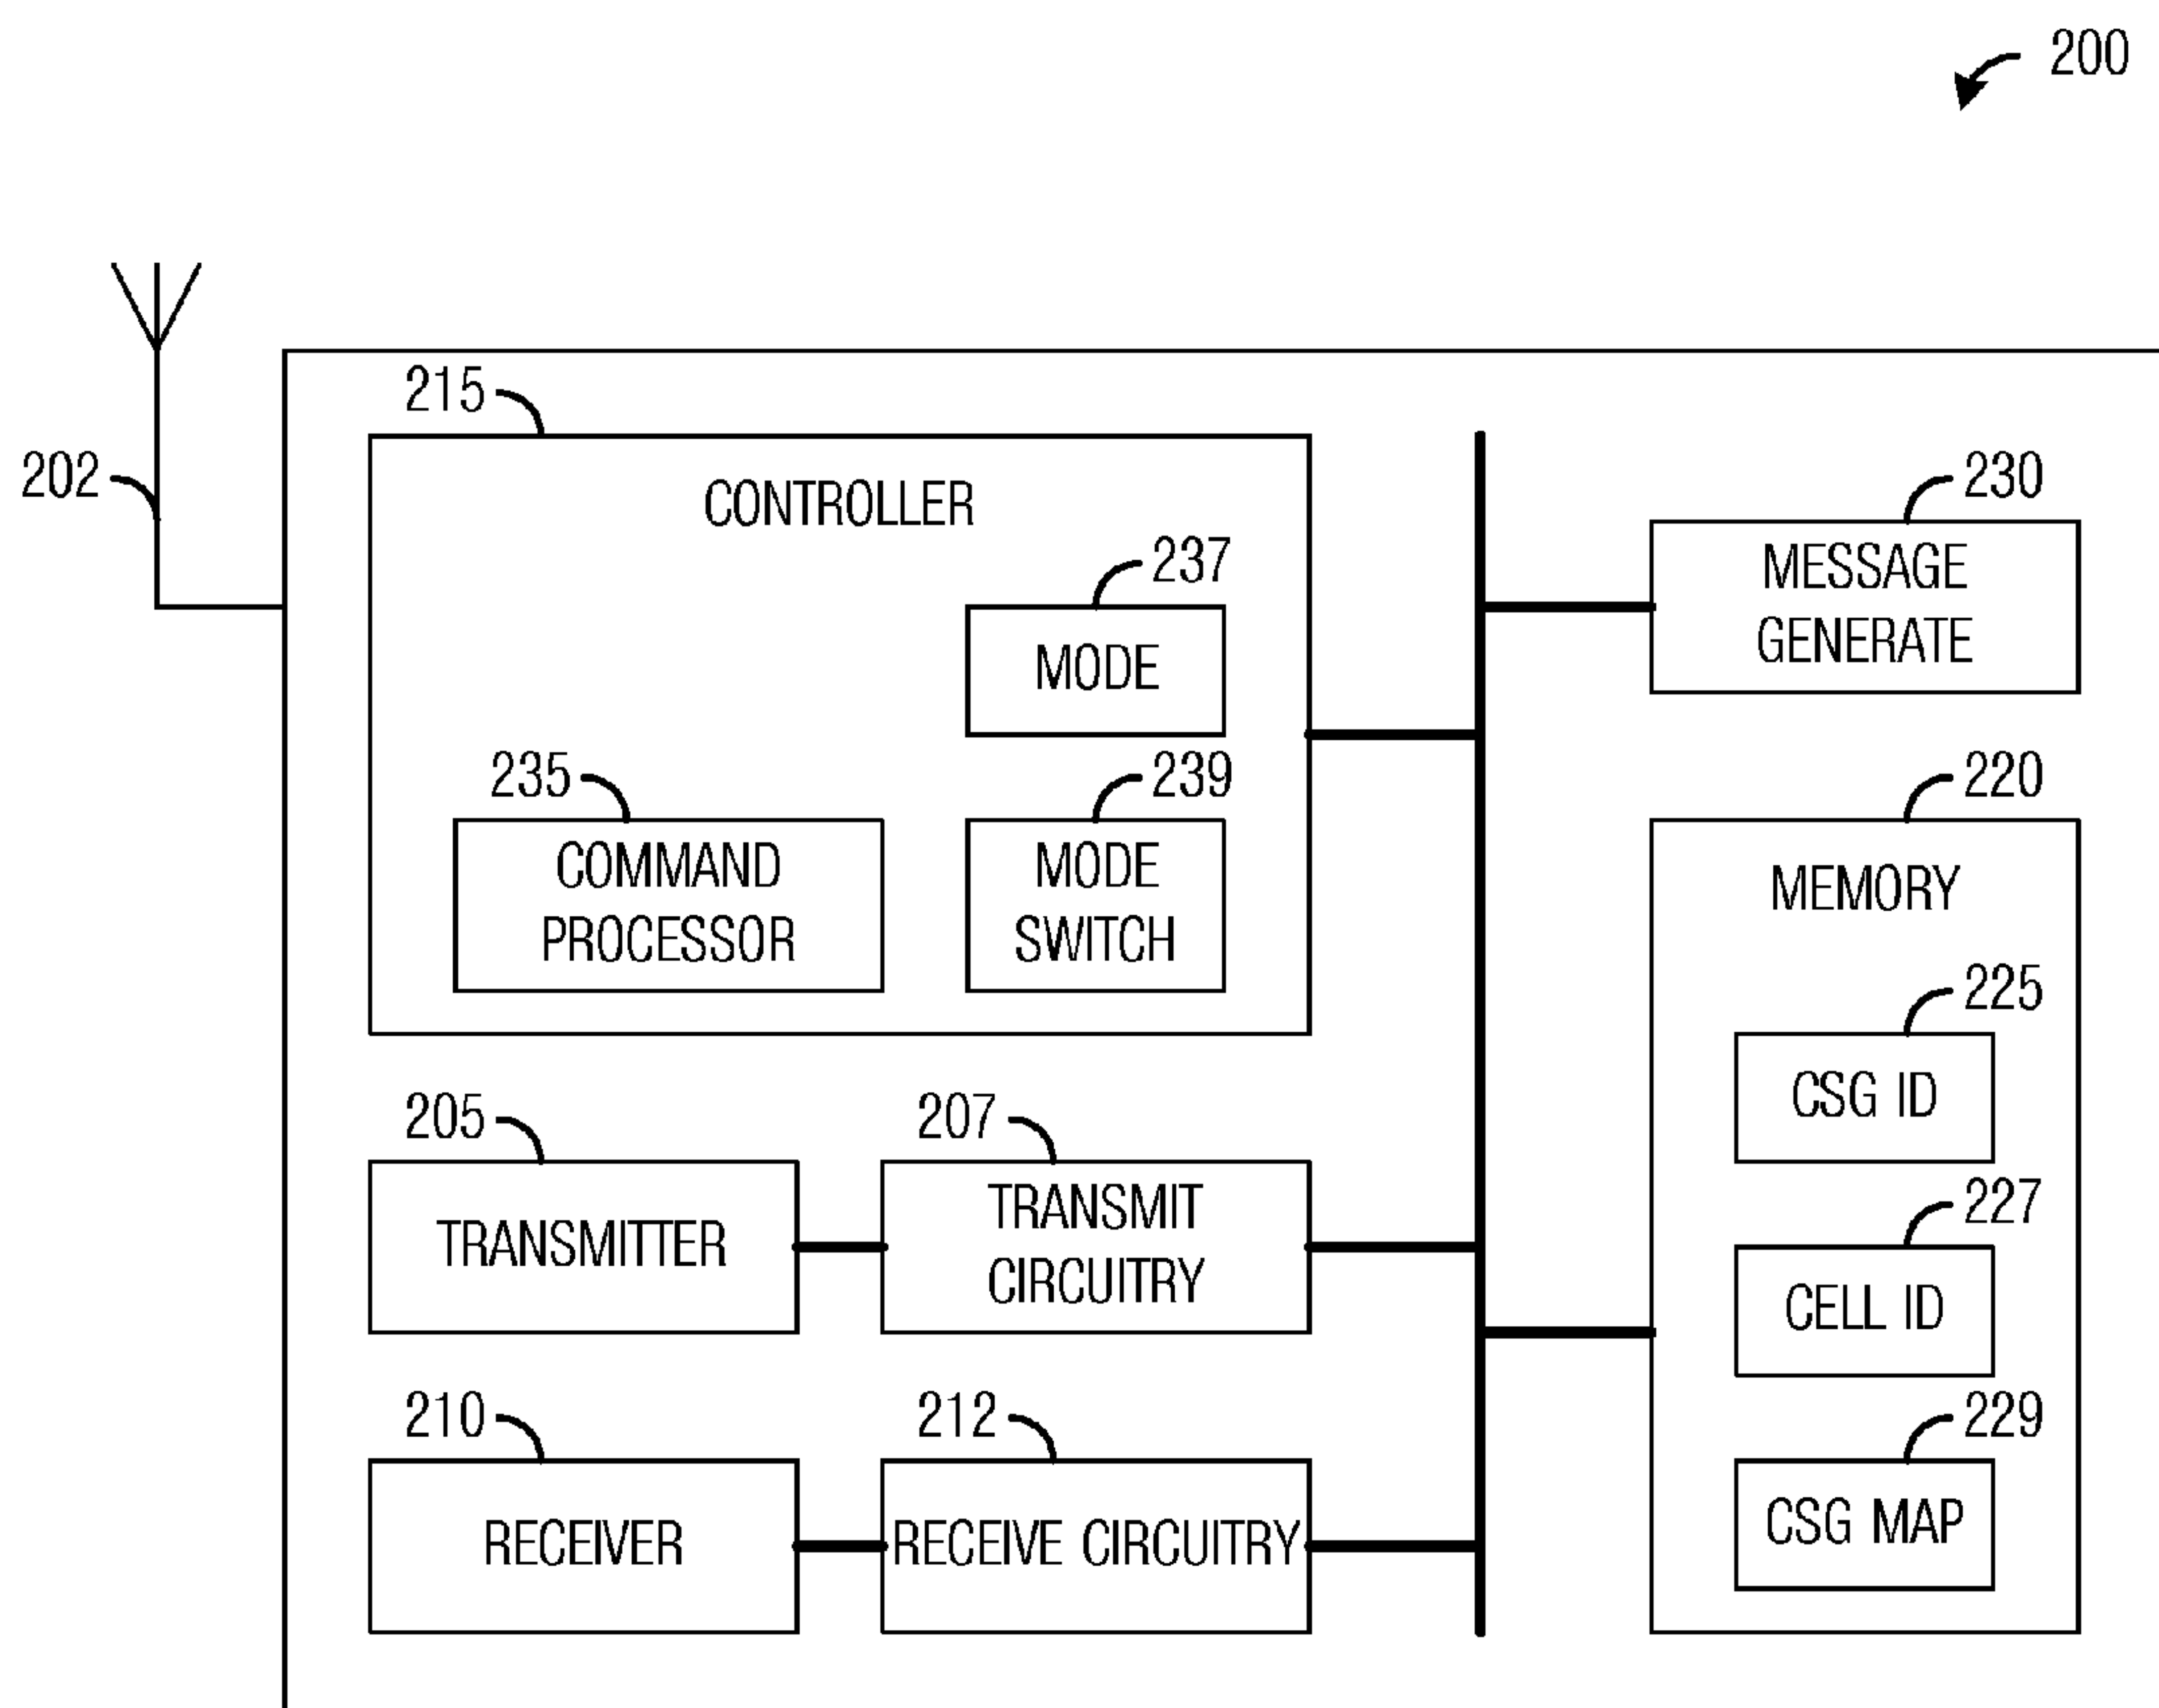 200
215
202
CONTROLLER
230
237
MESSAGE
GENERATE
MODE
235
239
220
COMMAND
PROCESSOR
MODE
SWITCH
MEMORY
225
CSG ID
205
207
TRANSMITTER
TRANSMIT
CIRCUITRY
227
CELL ID
210
212
229
RECEIVER
RECEIVE CIRCUITRY
CSG MAP